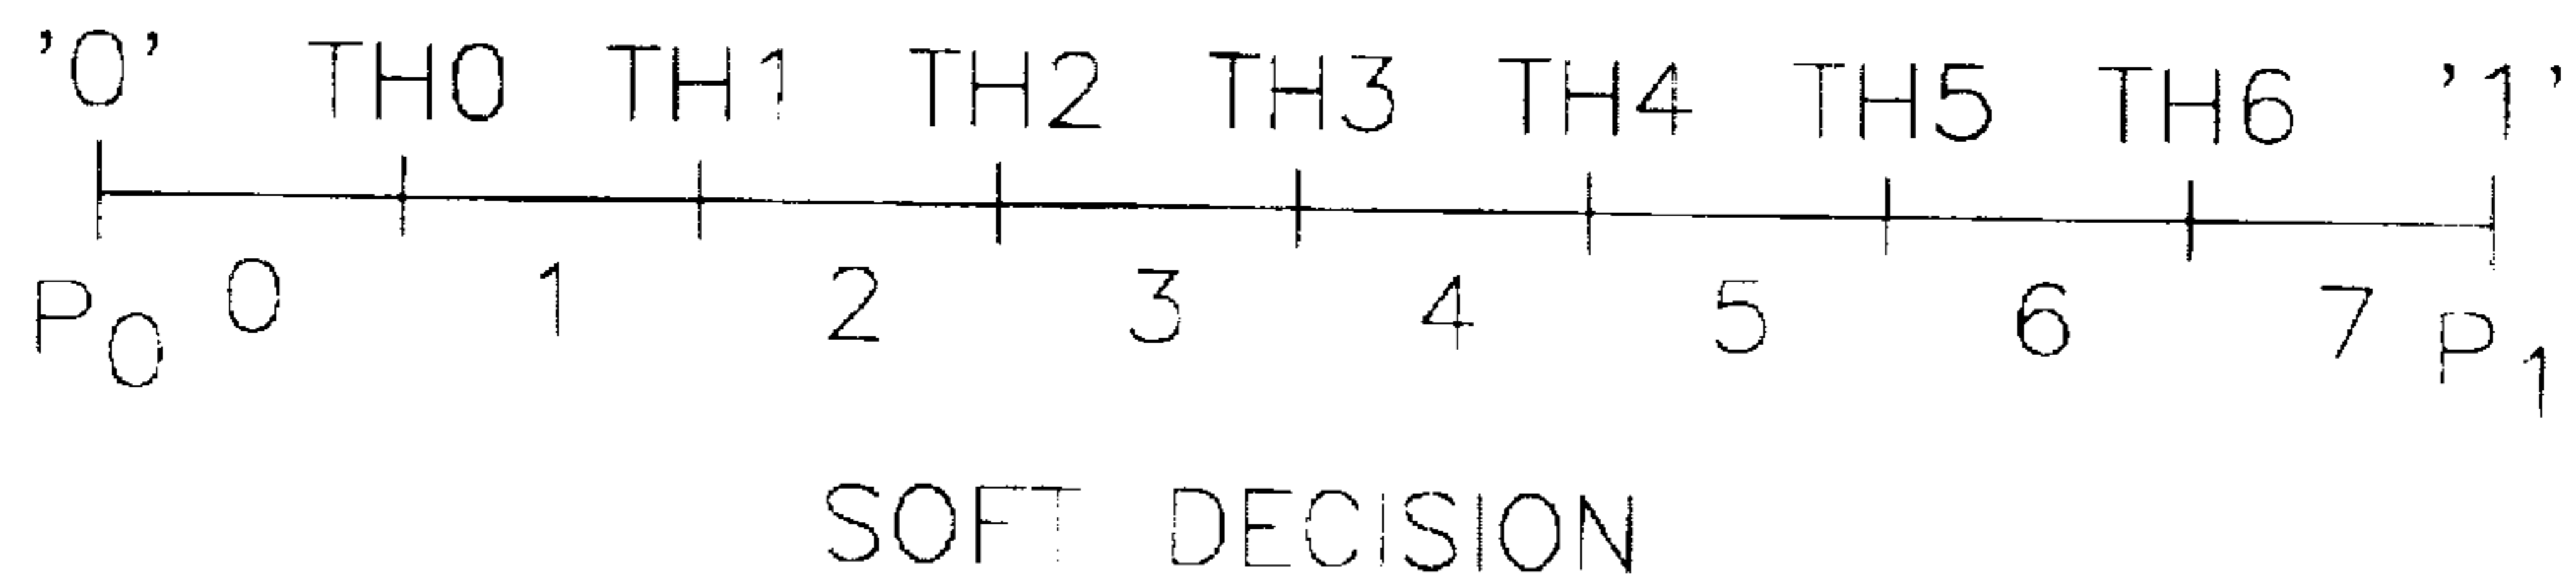 '0' TH0 TH1 TH2 TH3 TH4 TH5 TH6 '1'
P0 0 1 2 3 4 5 6 7 P1
SOFT DECISION